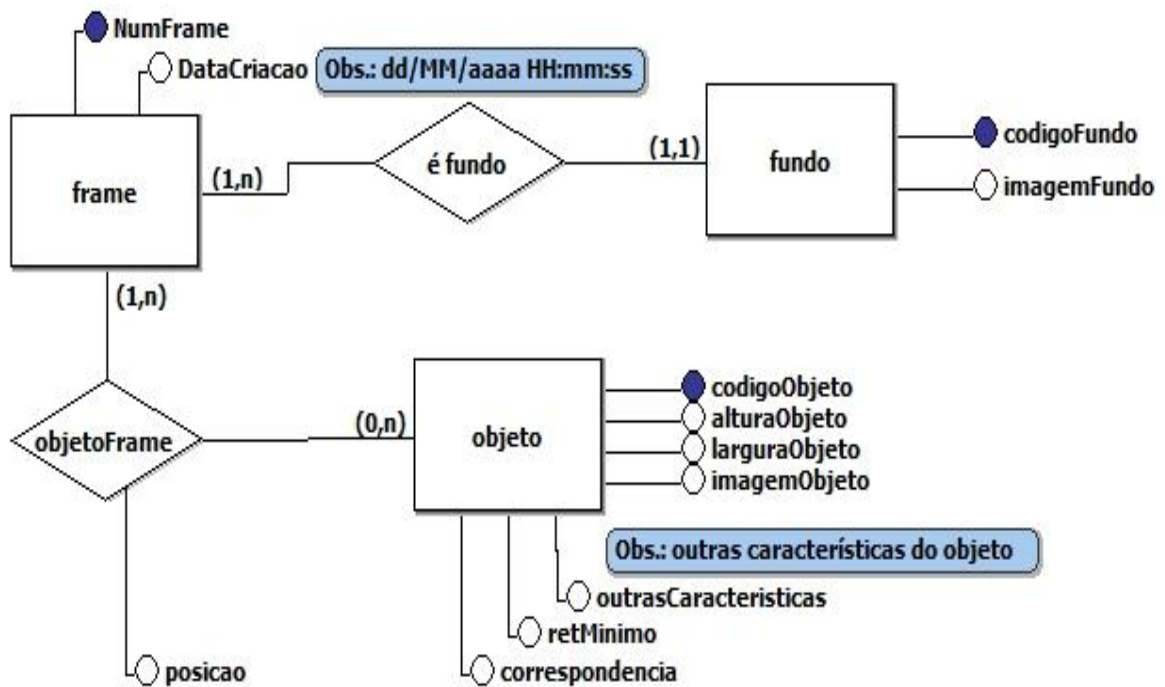 NumFrame
DataCriacao
Obs.: dd/MM/aaaa HH:mm:ss
frame
(1,n)
é fundo
(1,1)
fundo
codigoFundo
imagemFundo
(1,n)
objetoFrame
(0,n)
objeto
codigoObjeto
alturaObjeto
larguraObjeto
imagemObjeto
Obs.: outras características do objeto
outrasCaracteristicas
retMinimo
correspondencia
posicao